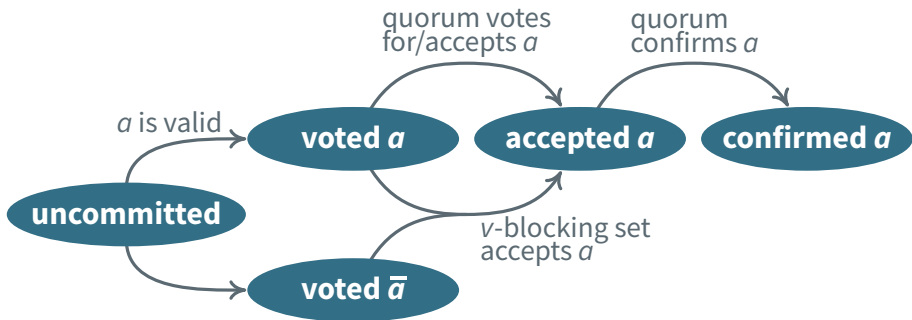 quorum votes
for/accepts a
quorum
confirms a
a is valid
voted a
accepted a
confirmed a
uncommitted
v-blocking set
accepts a
voted a̅